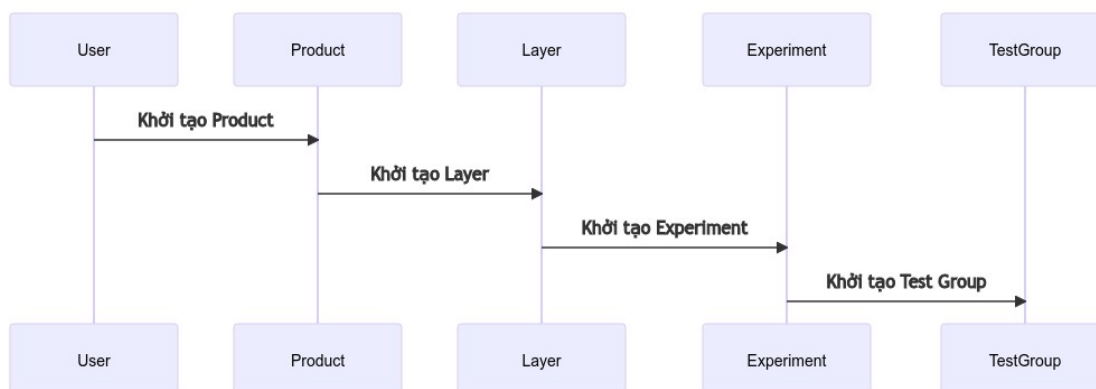 User
Product
Layer
Experiment
TestGroup
Khởi tạo Product
Khởi tạo Layer
Khởi tạo Experiment
Khởi tạo Test Group
User
Product
Layer
Experiment
TestGroup